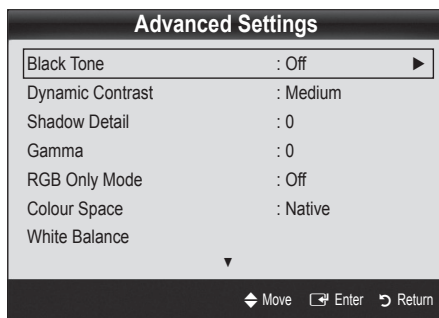 Advanced Settings
Black Tone : Off ►
Dynamic Contrast : Medium
Shadow Detail : 0
Gamma : 0
RGB Only Mode : Off
Colour Space : Native
White Balance
▼
Move Enter Return